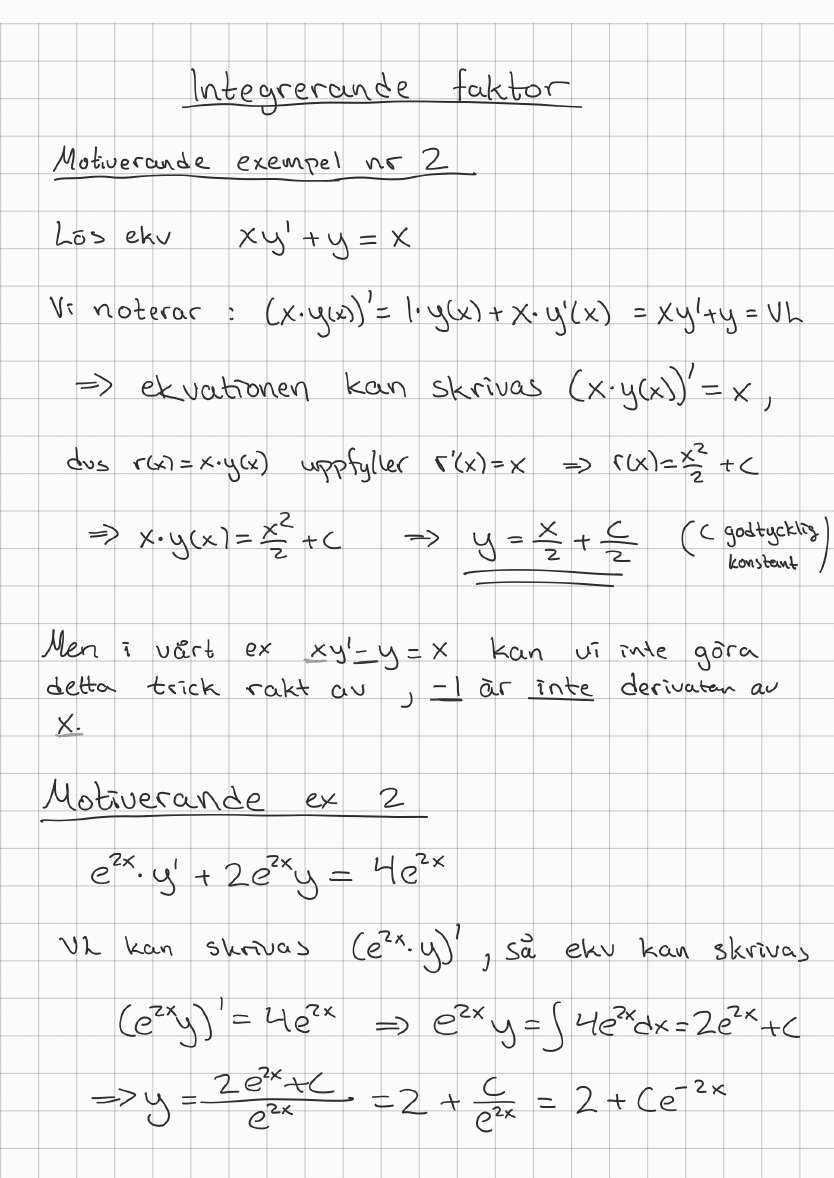 Integrerande faktor
Motiverande exempel nr 2
Lös ekv xy' + y = x
Vi noterar : (x·y(x))' = 1·y(x) + x·y'(x) = xy'+y = VL
⇒ ekvationen kan skrivas (x·y(x))' = x ,
dvs r(x) = x·y(x) uppfyller r'(x) = x ⇒ r(x) = x²/2 + C
⇒ x·y(x) = x²/2 + C ⇒ y = x/2 + C/2 (C godtycklig
konstant)
Men i vårt ex xy' - y = x kan vi inte göra
detta trick rakt av , -1 är inte derivatan av
x.
Motiverande ex 2
e^{2x}·y' + 2e^{2x}y = 4e^{2x}
VL kan skrivas (e^{2x}·y)' , så ekv kan skrivas
(e^{2x}y)' = 4e^{2x} ⇒ e^{2x}y = ∫4e^{2x}dx = 2e^{2x} + C
⇒ y = (2e^{2x}+C)/e^{2x} = 2 + C/e^{2x} = 2 + Ce^{-2x}